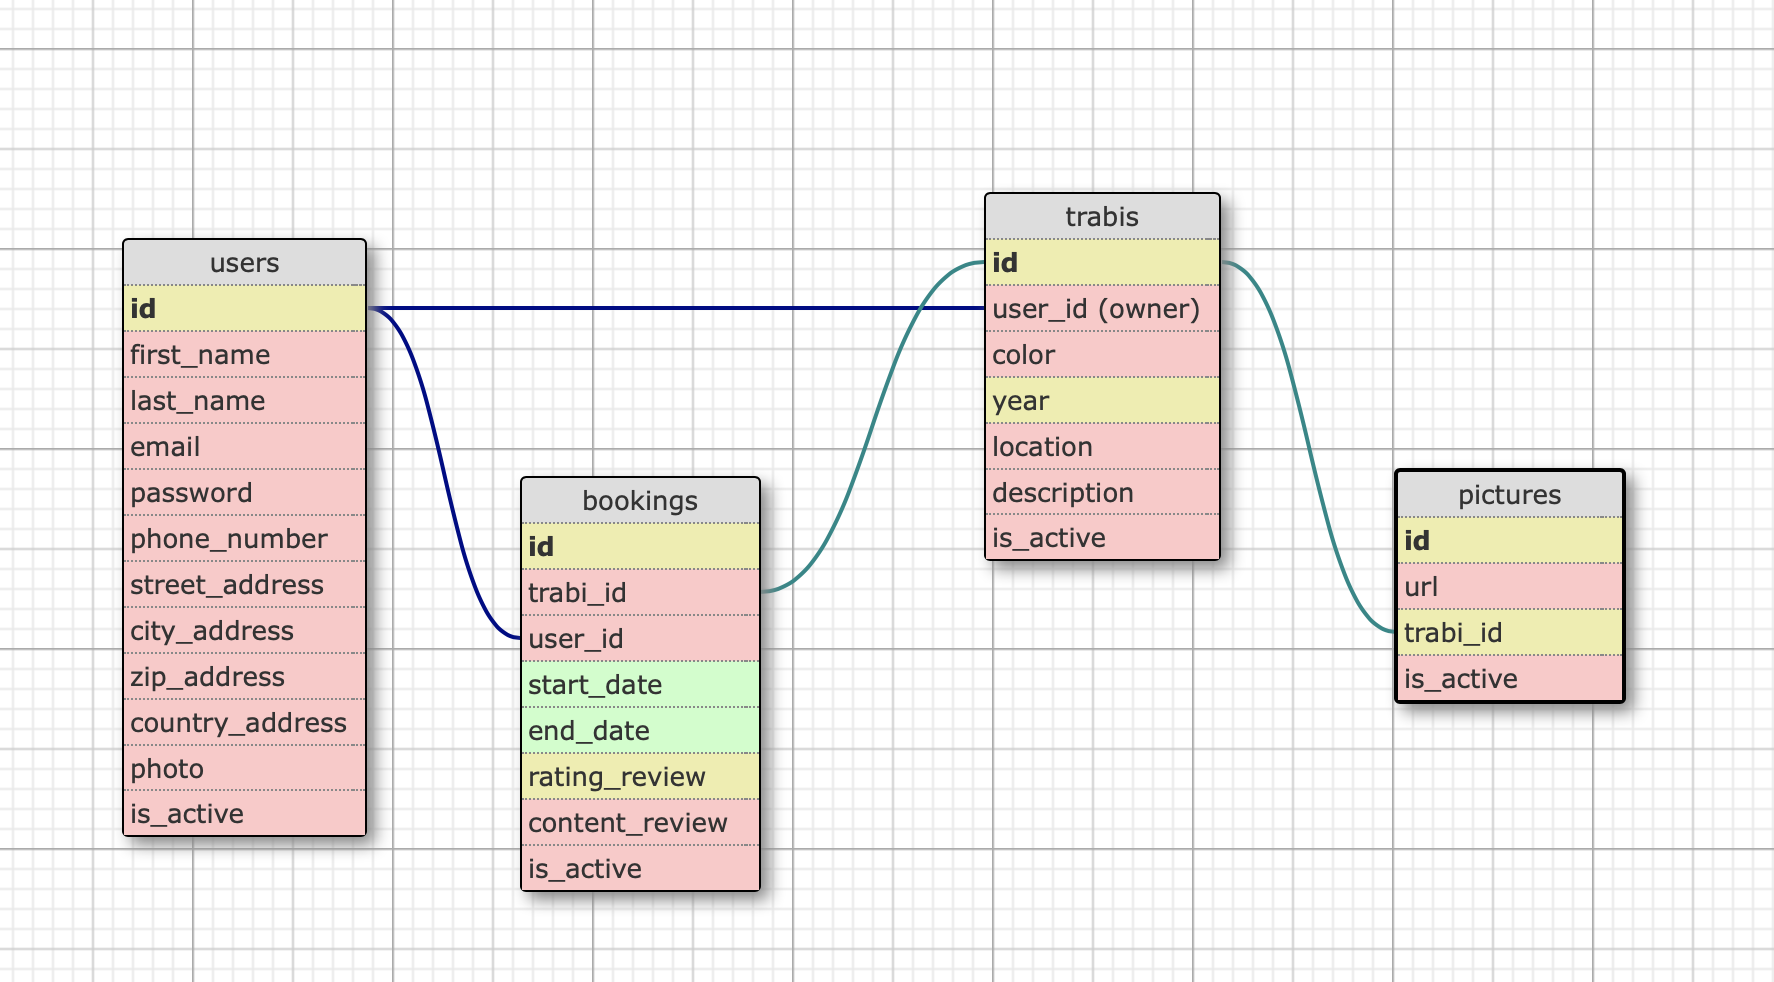 users
id
first_name
last_name
email
password
phone_number
street_address
city_address
zip_address
country_address
photo
is_active
bookings
id
trabi_id
user_id
start_date
end_date
rating_review
content_review
is_active
trabis
id
user_id (owner)
color
year
location
description
is_active
pictures
id
url
trabi_id
is_active